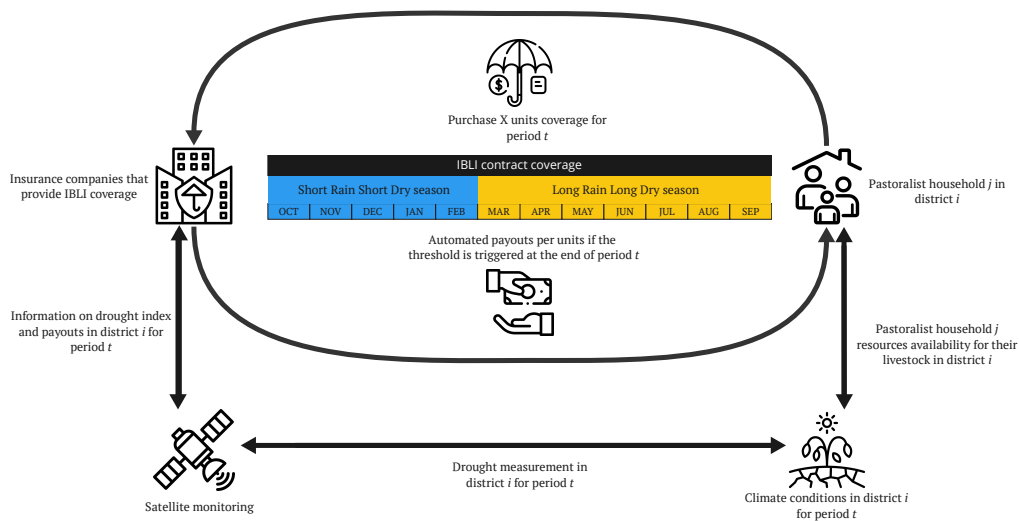 Purchase X units coverage for
period t
IBLI contract coverage
Short Rain Short Dry season
Long Rain Long Dry season
OCT NOV DEC JAN FEB MAR APR MAY JUN JUL AUG SEP
Insurance companies that
provide IBLI coverage
Pastoralist household j in
district i
Automated payouts per units if the
threshold is triggered at the end of period t
$
Information on drought index
and payouts in district i for
period t
Pastoralist household j
resources availability for their
livestock in district i
Drought measurement in
district i for period t
Satellite monitoring
Climate conditions in district i
for period t